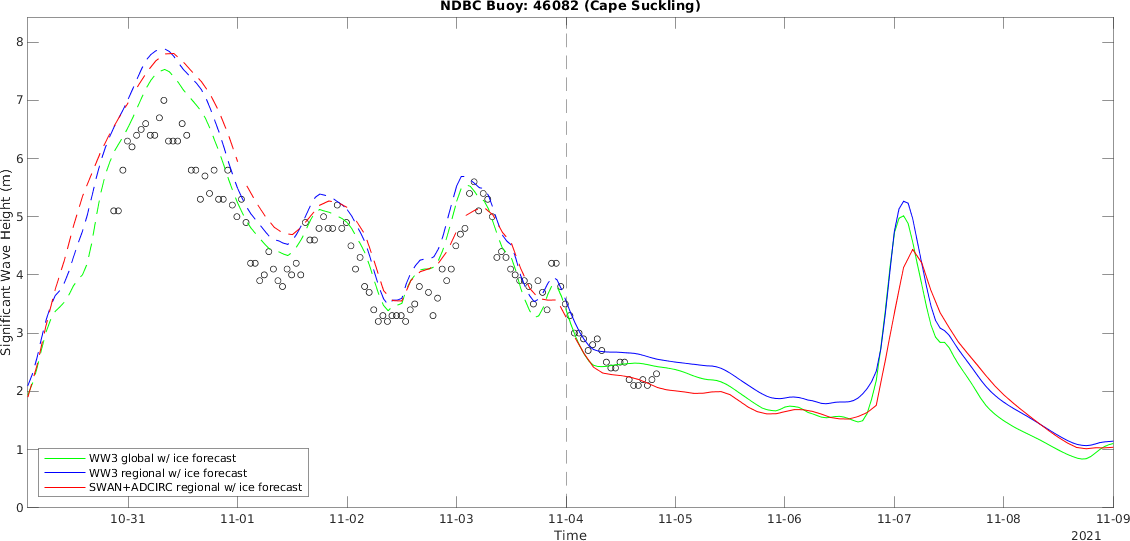 NDBC Buoy: 46082 (Cape Suckling)
8
7
6
5
4
3
2
1
0
Significant Wave Height (m)
WW3 global w/ ice forecast
WW3 regional w/ ice forecast
SWAN+ADCIRC regional w/ ice forecast
10-31 11-01 11-02 11-03 11-04 11-05 11-06 11-07 11-08 11-09
Time
2021